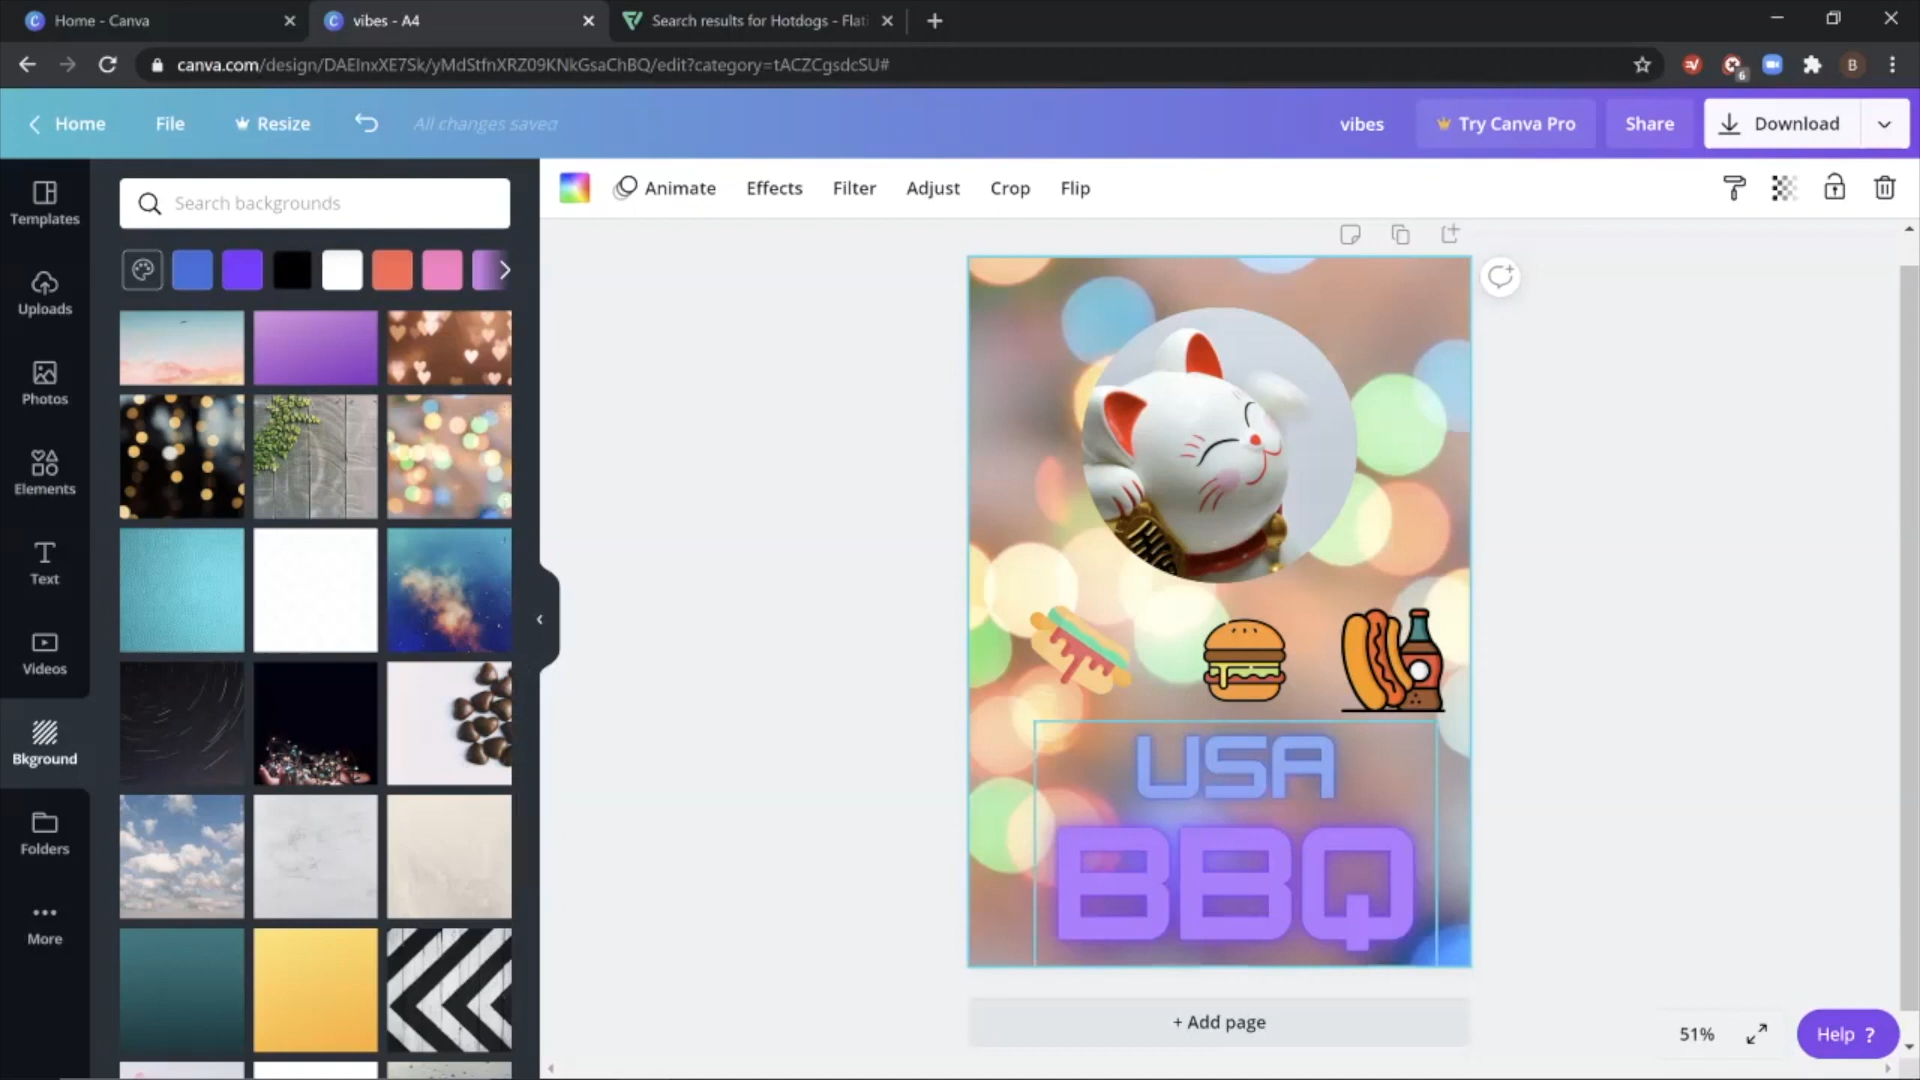 Home - Canva
vibes - A4
Search results for Hotdogs - Flati
canva.com/design/DAEInxXE7Sk/yMdStfnXRZ09KNkGsaChBQ/edit?category=tACZCgsdcSU#
6
B
Home
File
Resize
All changes saved
vibes
Try Canva Pro
Share
Download
Templates
Uploads
Photos
Elements
Text
Videos
Bkground
Folders
More
Search backgrounds
Animate
Effects
Filter
Adjust
Crop
Flip
USA
BBQ
+ Add page
51%
Help ?